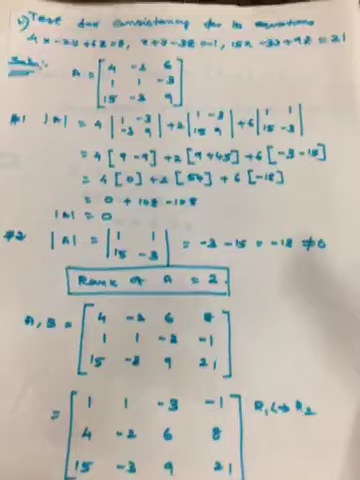 1) Test for consistency for the equations
4x-2y+6z=8, x+y-3z=-1, 15x-3y+9z=21
A = [4 -2 6
1 1 -3
15 -3 9]
#1 |A| = 4 |1 -3 -3 9| +2 |1 -3 15 9| +6 |1 1 15 -3|
= 4[9-9]+2[9+45]+6[-3-15]
= 4[0]+2[54]+6[-18]
= 0 + 108 -108
|A| = 0
#2 |A| = |1 1 15 -3| = -3 -15 = -18 ≠0
Rank of A = 2.
A, B = [4 -2 6 8
1 1 -3 -1
15 -3 9 21]
= [1 1 -3 -1 R₁↔R₂
4 -2 6 8
15 -3 9 21]